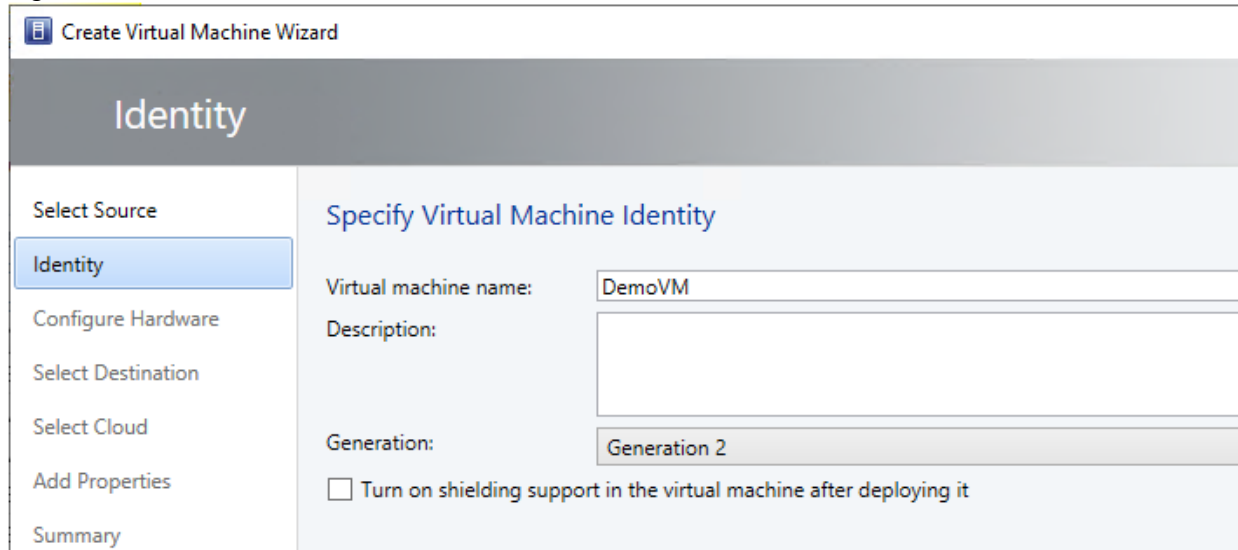 Create Virtual Machine Wizard
Identity
Select Source
Identity
Configure Hardware
Select Destination
Select Cloud
Add Properties
Summary
Specify Virtual Machine Identity
Virtual machine name: DemoVM
Description:
Generation: Generation 2
Turn on shielding support in the virtual machine after deploying it